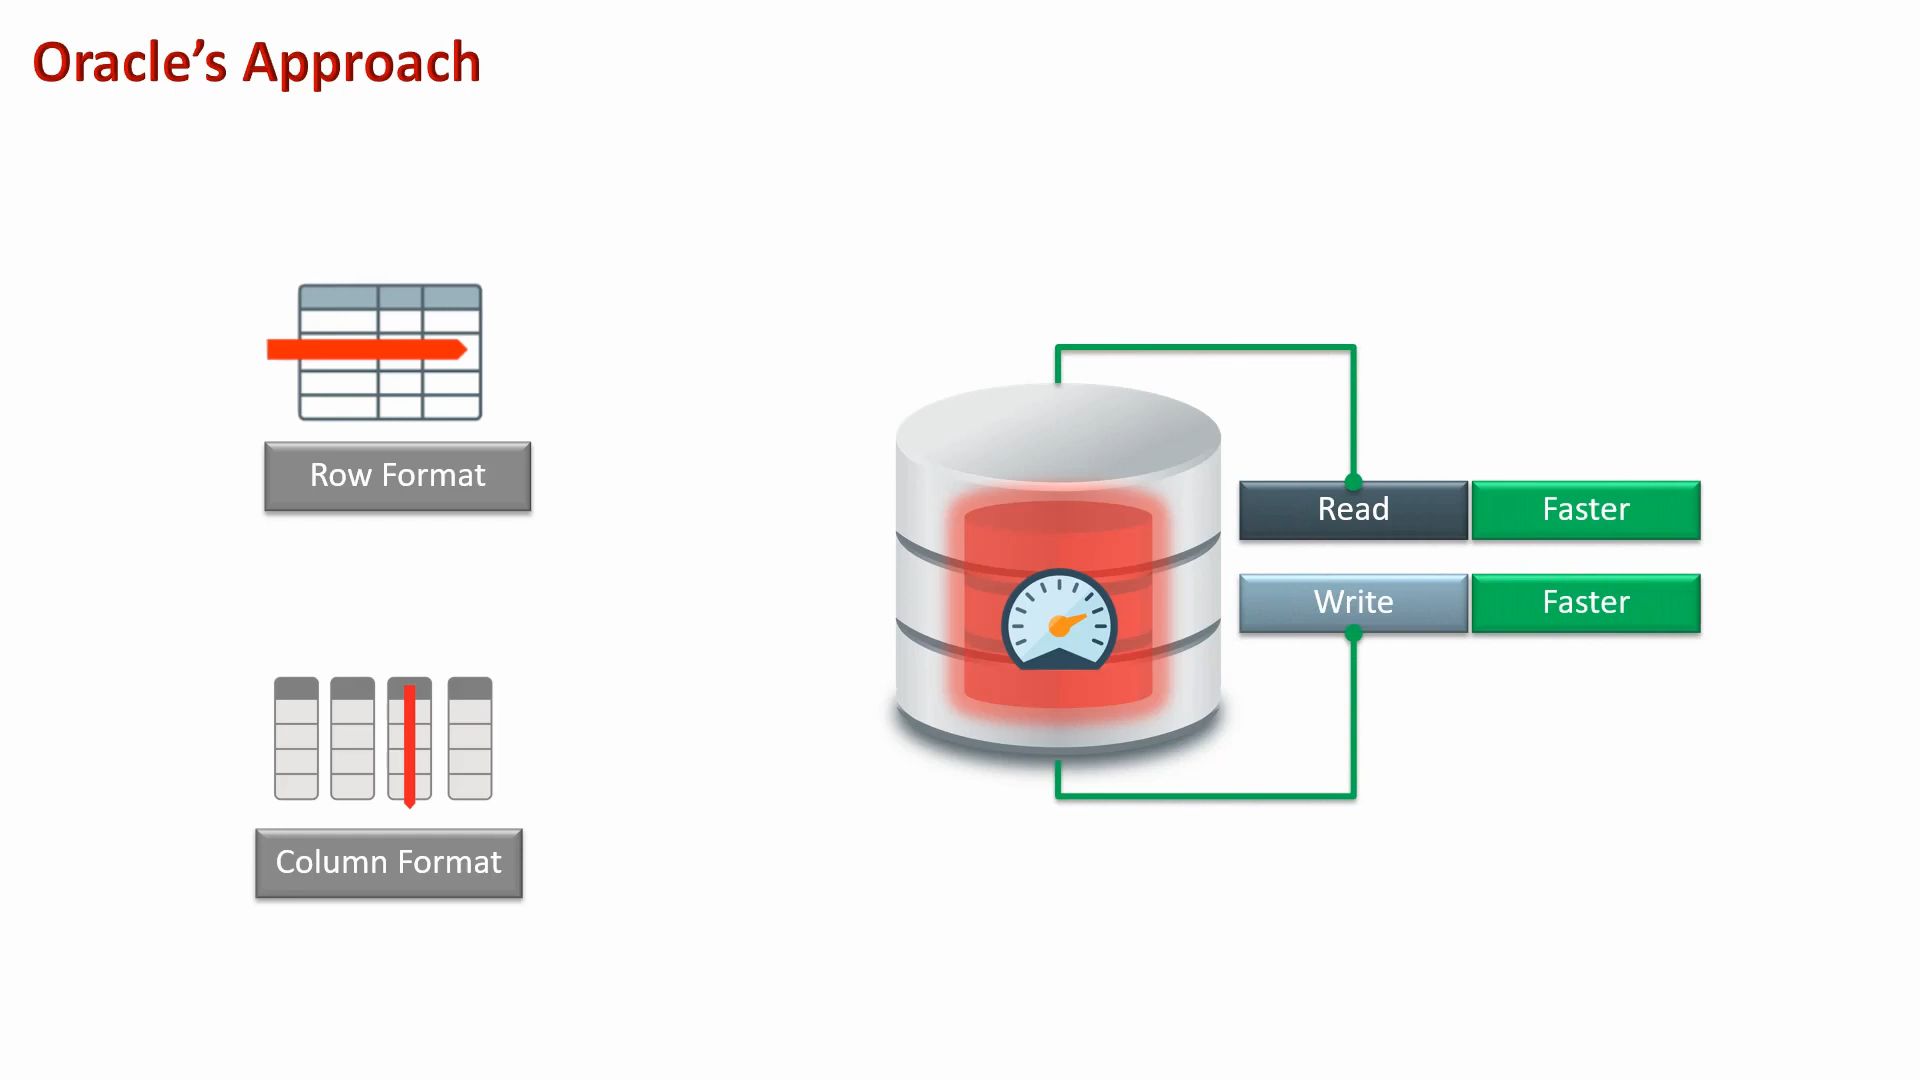 Oracle’s Approach
Row Format
Column Format
Read
Faster
Write
Faster